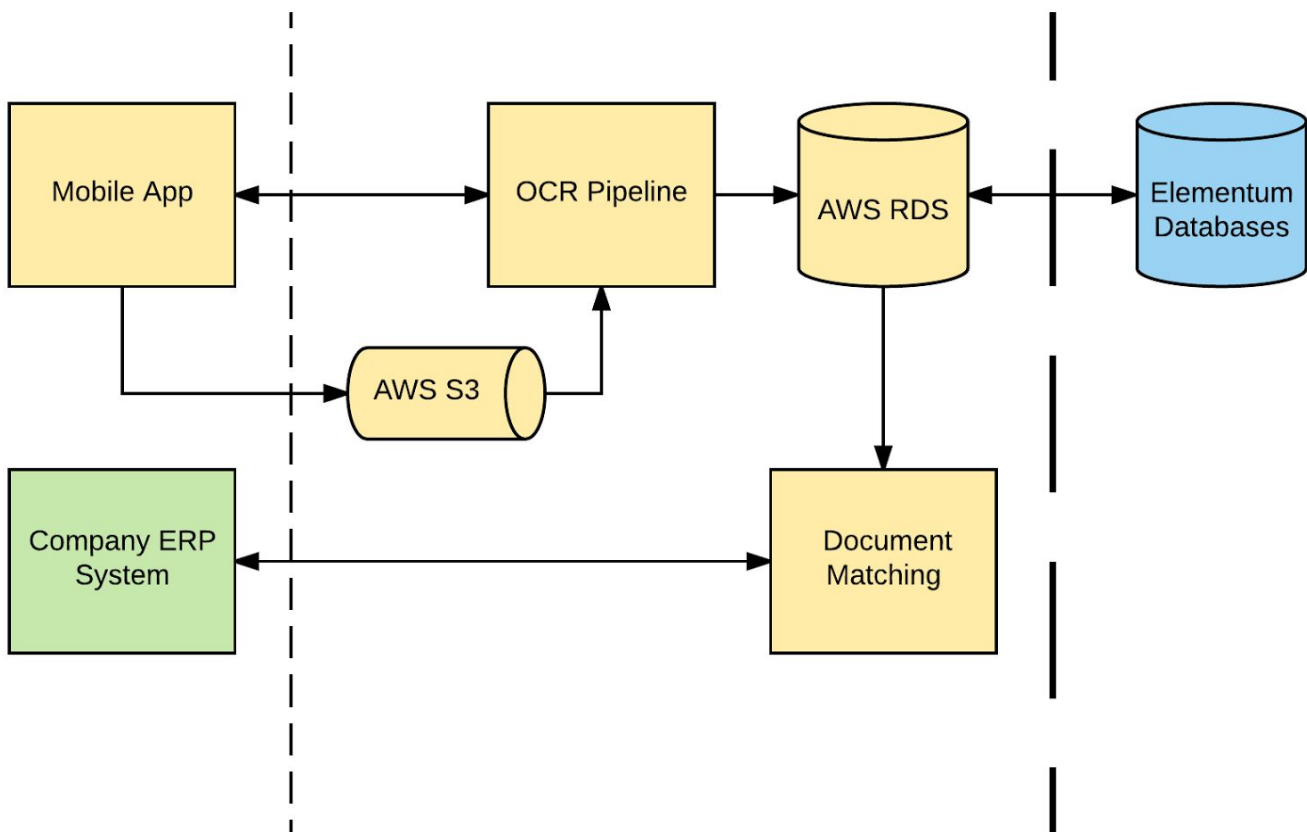 Mobile App
OCR Pipeline
AWS RDS
Elementum
Databases
AWS S3
Company ERP
System
Document
Matching